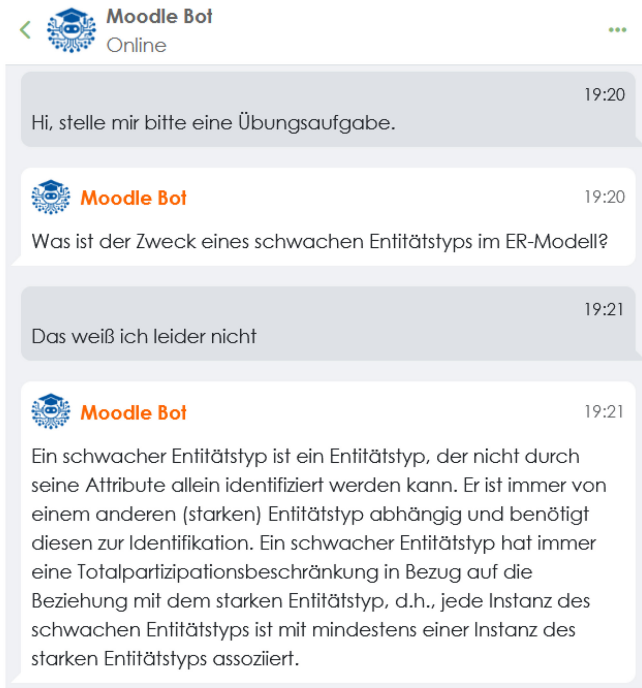 Moodle Bot
Online
19:20
Hi, stelle mir bitte eine Übungsaufgabe.
Moodle Bot 19:20
Was ist der Zweck eines schwachen Entitätstyps im ER-Modell?
19:21
Das weiß ich leider nicht
Moodle Bot 19:21
Ein schwacher Entitätstyp ist ein Entitätstyp, der nicht durch
seine Attribute allein identifiziert werden kann. Er ist immer von
einem anderen (starken) Entitätstyp abhängig und benötigt
diesen zur Identifikation. Ein schwacher Entitätstyp hat immer
eine Totalpartizipationsbeschränkung in Bezug auf die
Beziehung mit dem starken Entitätstyp, d.h., jede Instanz des
schwachen Entitätstyps ist mit mindestens einer Instanz des
starken Entitätstyps assoziiert.